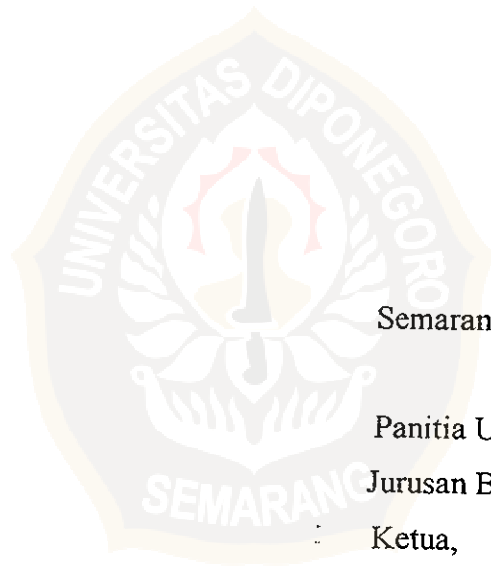 UNIVERSITAS DIPONEGORO
Semaran
Panitia U
Jurusan B
SEMARANG
Ketua,